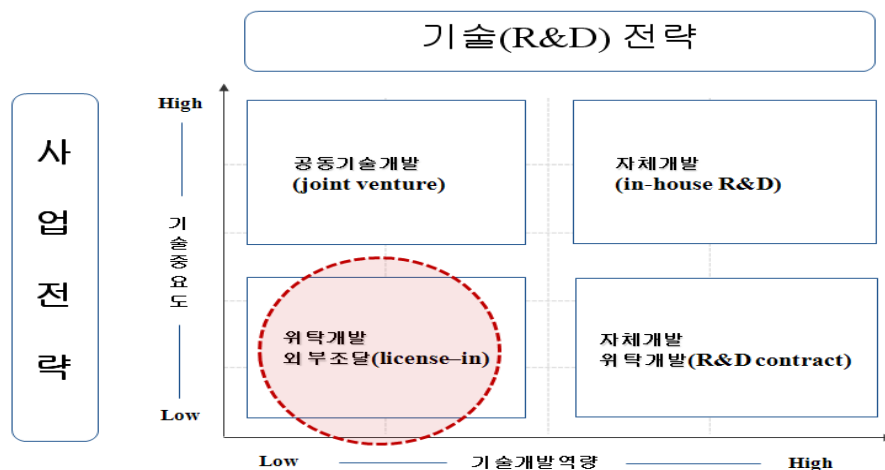 기술(R&D) 전략
사
업
전
략
High
기
술
중
요
도
Low
공동기술개발
(joint venture)
자체개발
(in-house R&D)
위탁개발
외부조달(license-in)
자체개발
위탁개발(R&D contract)
Low
기술개발역량
High